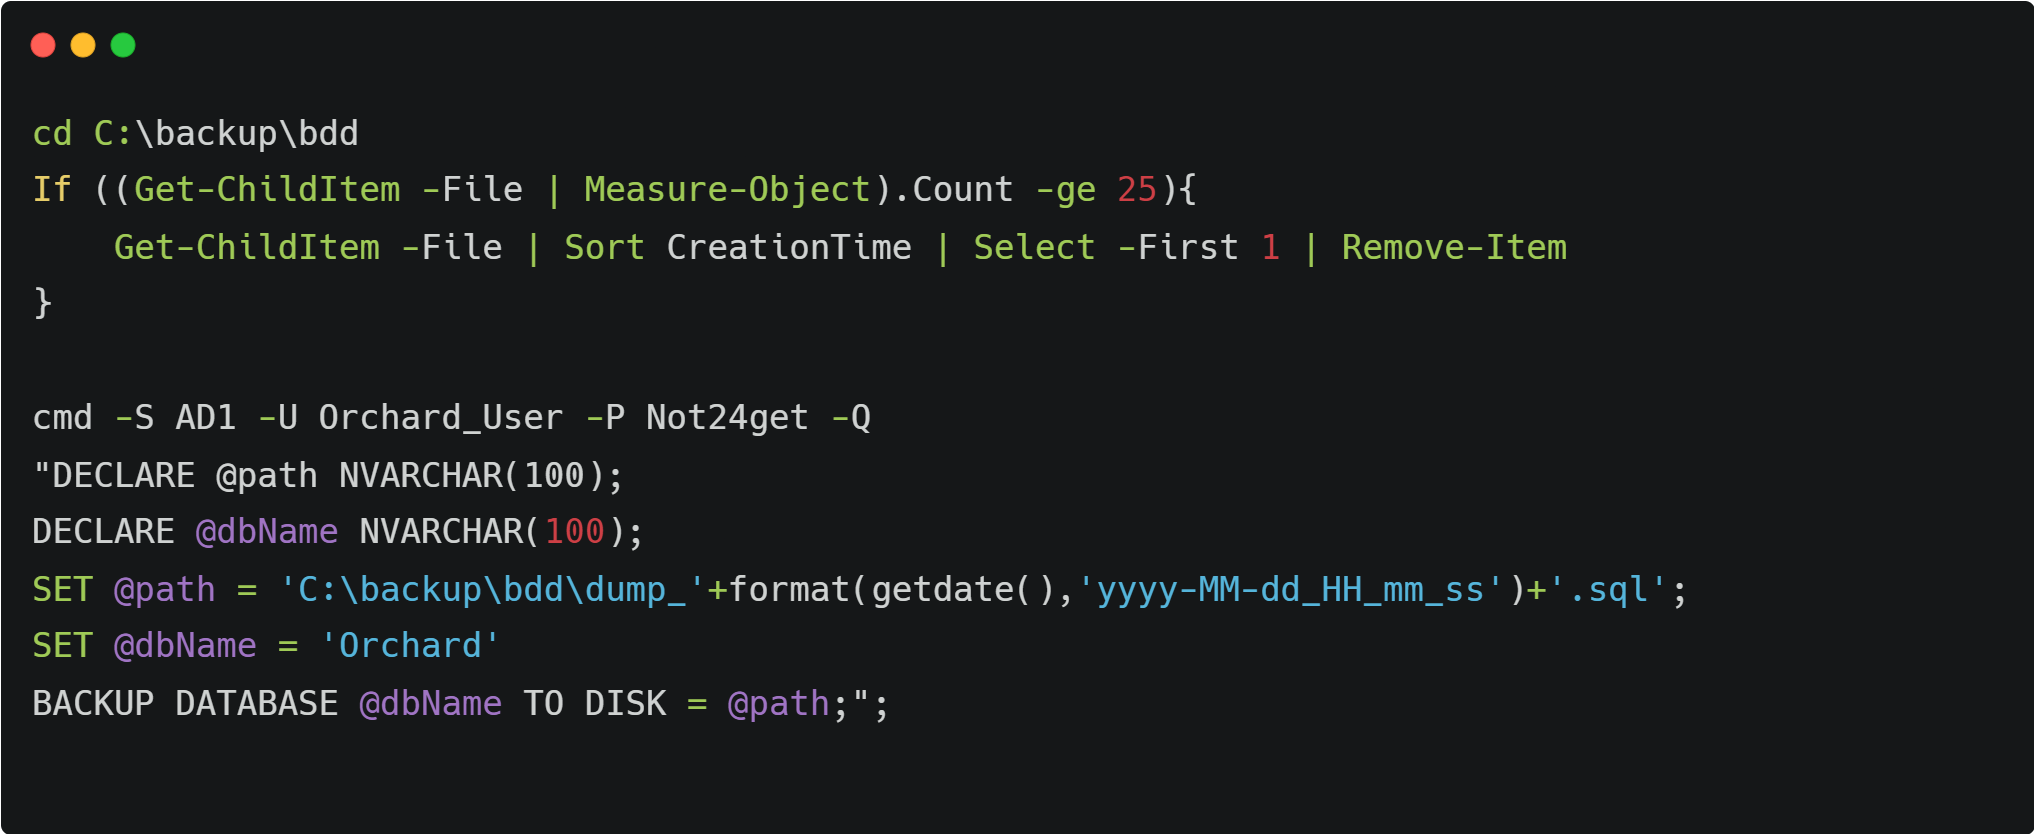 cd C:\backup\bdd
If ((Get-ChildItem -File | Measure-Object).Count -ge 25){
    Get-ChildItem -File | Sort CreationTime | Select -First 1 | Remove-Item
}
cmd -S AD1 -U Orchard_User -P Not24get -Q
"DECLARE @path NVARCHAR(100);
DECLARE @dbName NVARCHAR(100);
SET @path = 'C:\backup\bdd\dump_'+format(getdate(),'yyyy-MM-dd_HH_mm_ss')+'.sql';
SET @dbName = 'Orchard'
BACKUP DATABASE @dbName TO DISK = @path;";